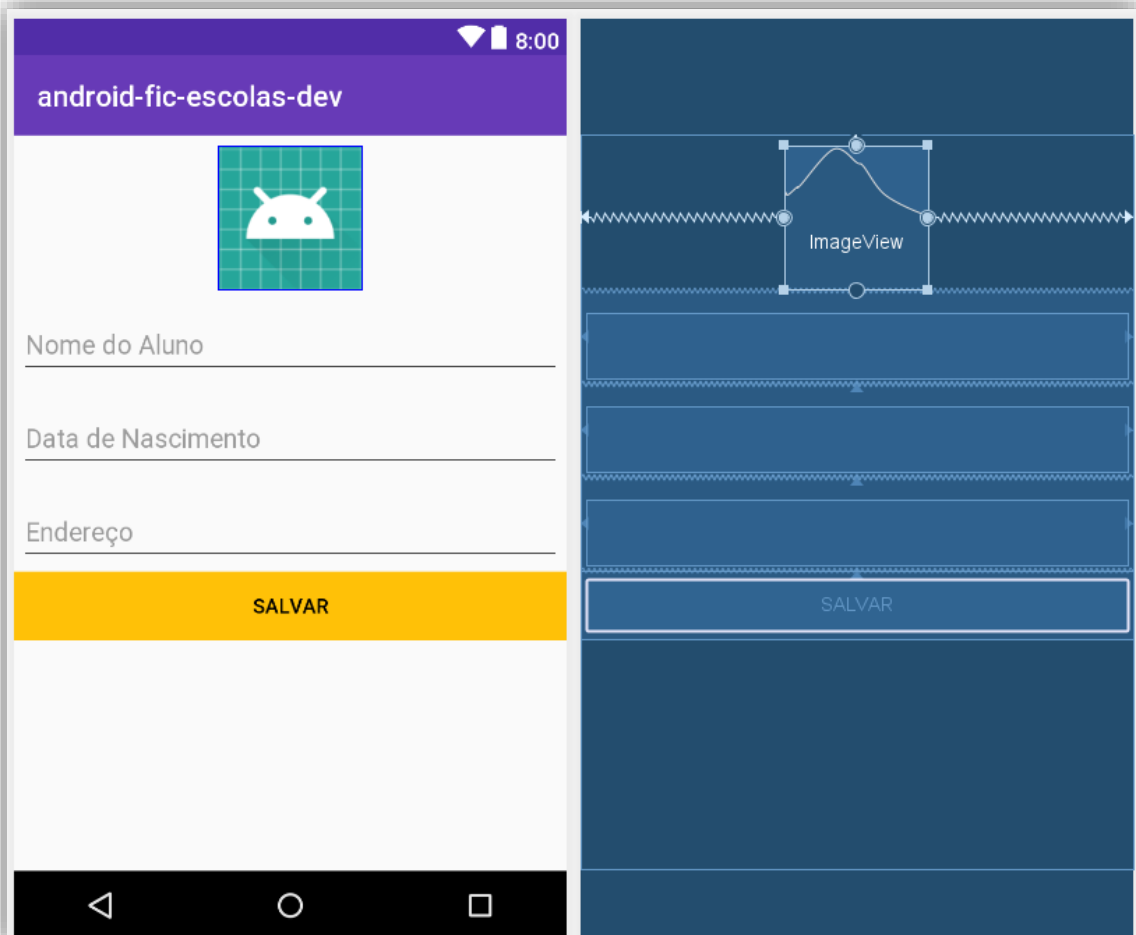 8:00
android-fic-escolas-dev
ImageView
Nome do Aluno
Data de Nascimento
Endereço
SALVAR
SALVAR